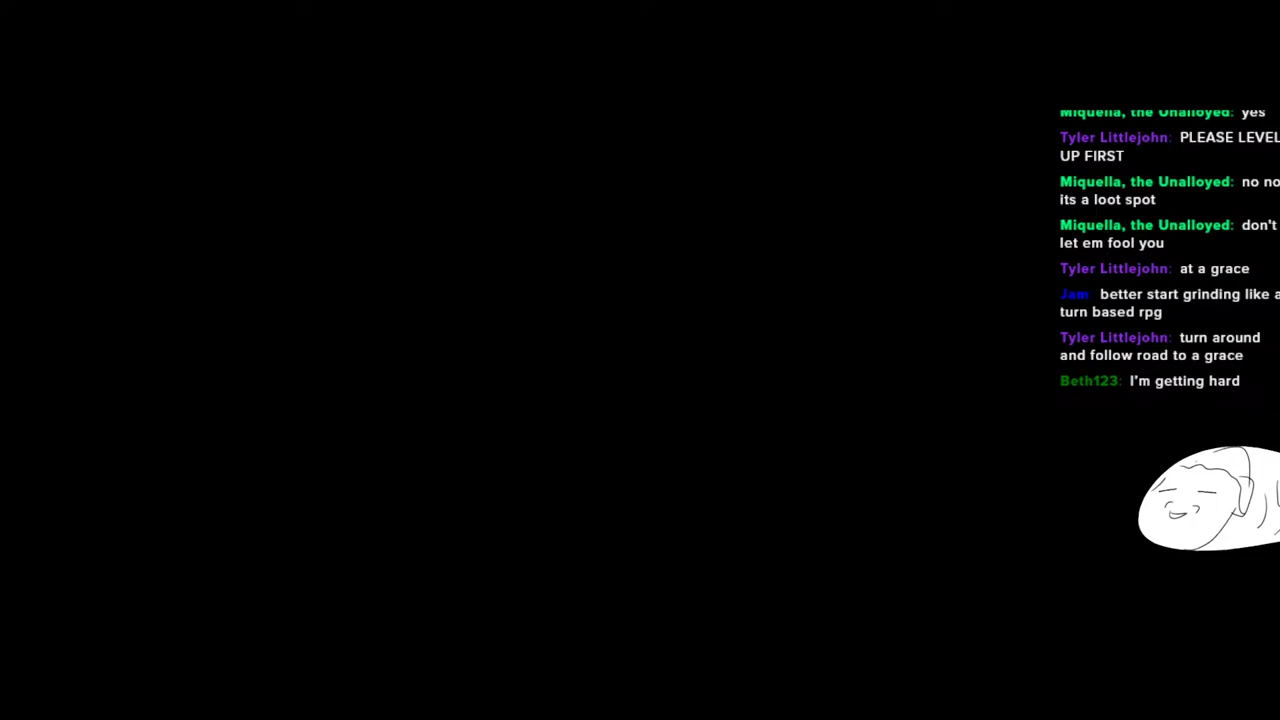 Miquella, the Unalloyed: yes
Tyler Littlejohn: PLEASE LEVEL
UP FIRST
Miquella, the Unalloyed: no no
its a loot spot
Miquella, the Unalloyed: don't
let em fool you
Tyler Littlejohn: at a grace
Jam better start grinding like a
turn based rpg
Tyler Littlejohn: turn around
and follow road to a grace
Beth123: I'm getting hard